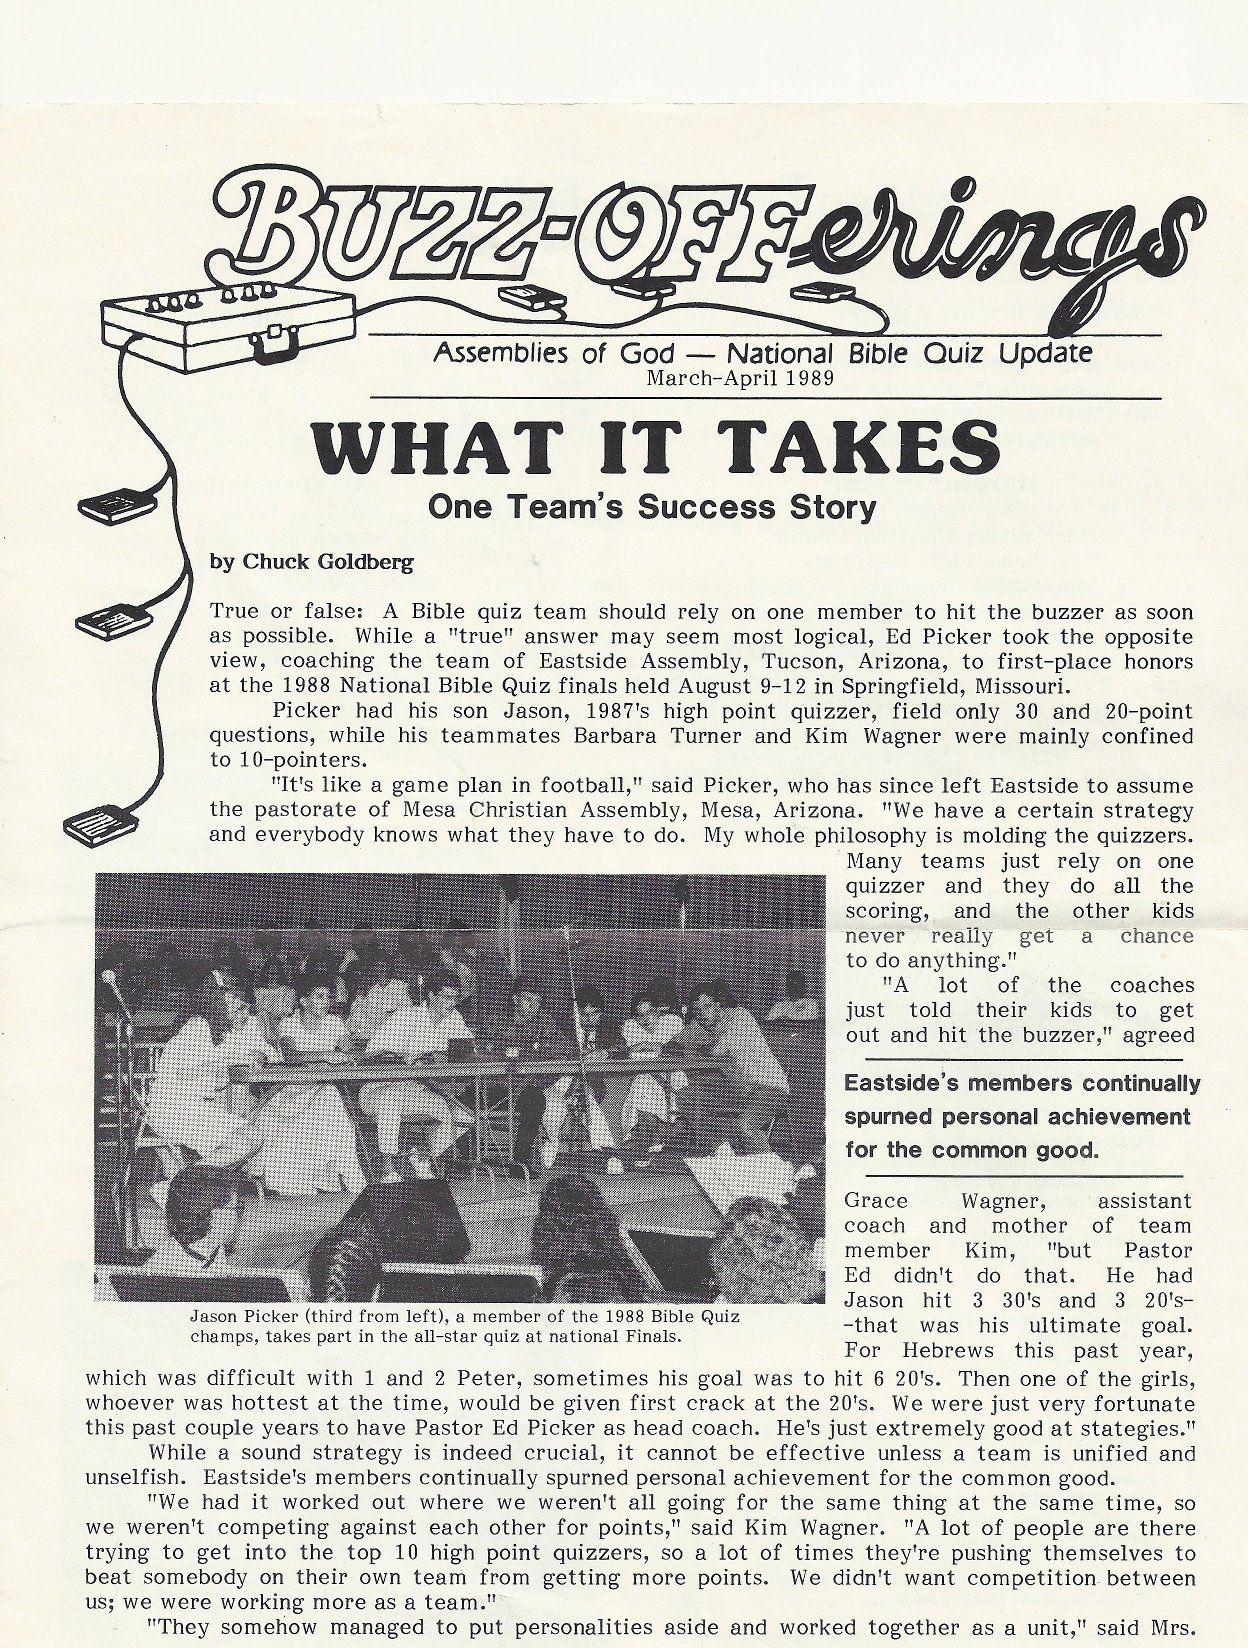 BUZZ-OFFerings
Assemblies of God — National Bible Quiz Update
March-April 1989
WHAT IT TAKES
One Team's Success Story
by Chuck Goldberg
True or false: A Bible quiz team should rely on one member to hit the buzzer as soon
as possible. While a "true" answer may seem most logical, Ed Picker took the opposite
view, coaching the team of Eastside Assembly, Tucson, Arizona, to first-place honors
at the 1988 National Bible Quiz finals held August 9-12 in Springfield, Missouri.
Picker had his son Jason, 1987's high point quizzer, field only 30 and 20-point
questions, while his teammates Barbara Turner and Kim Wagner were mainly confined
to 10-pointers.
"It's like a game plan in football," said Picker, who has since left Eastside to assume
the pastorate of Mesa Christian Assembly, Mesa, Arizona. "We have a certain strategy
and everybody knows what they have to do. My whole philosophy is molding the quizzers.
Many teams just rely on one
quizzer and they do all the
scoring, and the other kids
never really get a chance
to do anything."
"A lot of the coaches
just told their kids to get
out and hit the buzzer," agreed
Eastside's members continually
spurned personal achievement
for the common good.
Grace Wagner, assistant
coach and mother of team
member Kim, "but Pastor
Ed didn't do that. He had
Jason hit 3 30's and 3 20's-
-that was his ultimate goal.
For Hebrews this past year,
Jason Picker (third from left), a member of the 1988 Bible Quiz
champs, takes part in the all-star quiz at national Finals.
which was difficult with 1 and 2 Peter, sometimes his goal was to hit 6 20's. Then one of the girls,
whoever was hottest at the time, would be given first crack at the 20's. We were just very fortunate
this past couple years to have Pastor Ed Picker as head coach. He's just extremely good at stategies."
While a sound strategy is indeed crucial, it cannot be effective unless a team is unified and
unselfish. Eastside's members continually spurned personal achievement for the common good.
"We had it worked out where we weren't all going for the same thing at the same time, so
we weren't competing against each other for points," said Kim Wagner. "A lot of people are there
trying to get into the top 10 high point quizzers, so a lot of times they're pushing themselves to
beat somebody on their own team from getting more points. We didn't want competition between
us; we were working more as a team."
"They somehow managed to put personalities aside and worked together as a unit," said Mrs.